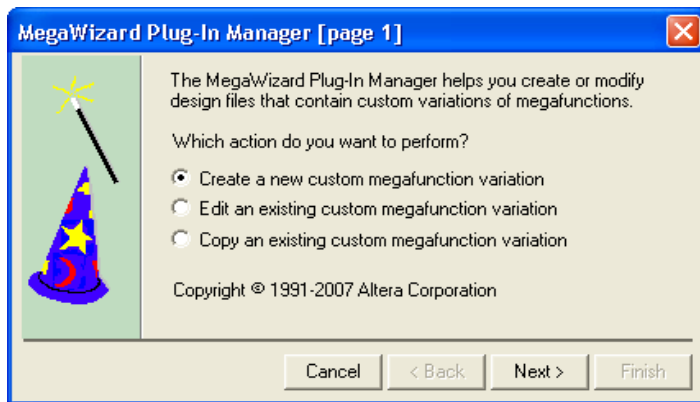 MegaWizard Plug-In Manager [page 1]
The MegaWizard Plug-In Manager helps you create or modify
design files that contain custom variations of megafunctions.
Which action do you want to perform?
Create a new custom megafunction variation
Edit an existing custom megafunction variation
Copy an existing custom megafunction variation
Copyright © 1991-2007 Altera Corporation
Cancel < Back Next > Finish